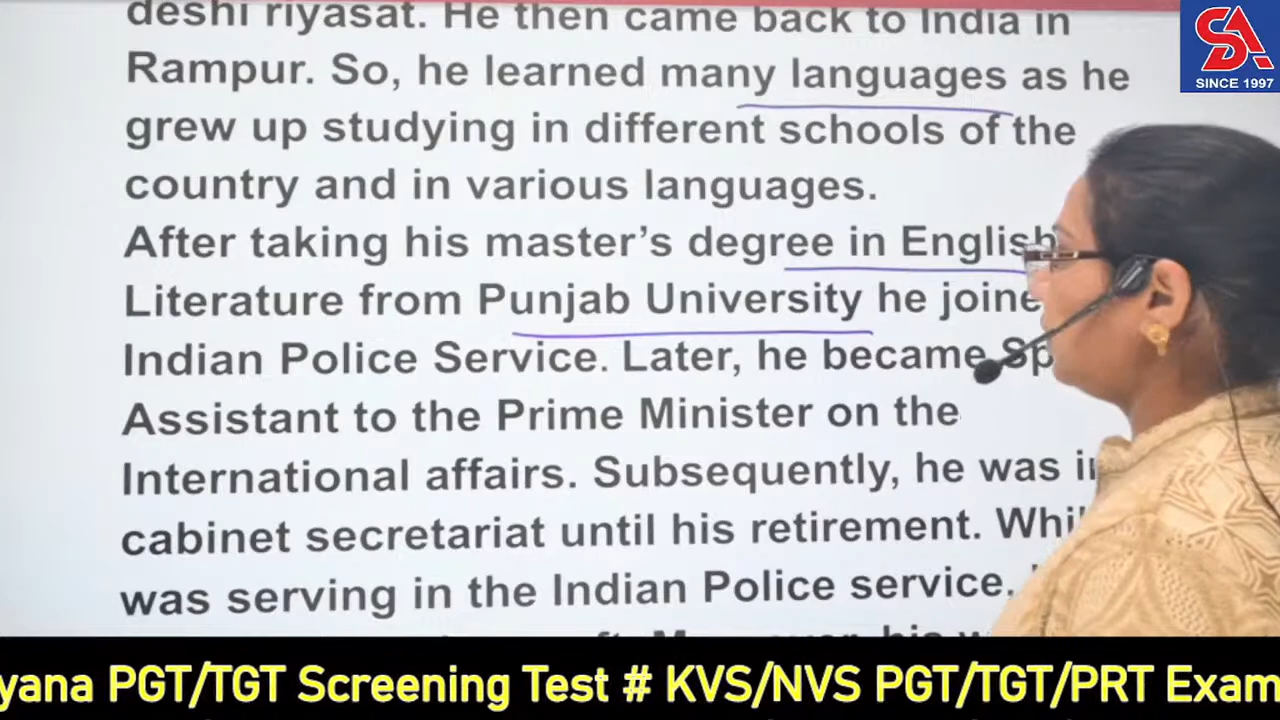 deshi riyasat. He then came back to India in
Rampur. So, he learned many languages as he
grew up studying in different schools of the
country and in various languages.
After taking his master's degree in English
Literature from Punjab University he joine
Indian Police Service. Later, he became Sp
Assistant to the Prime Minister on the
International affairs. Subsequently, he was in
cabinet secretariat until his retirement. Whil
was serving in the Indian Police service.
SA
SINCE 1997
yana PGT/TGT Screening Test # KVS/NVS PGT/TGT/PRT Exam